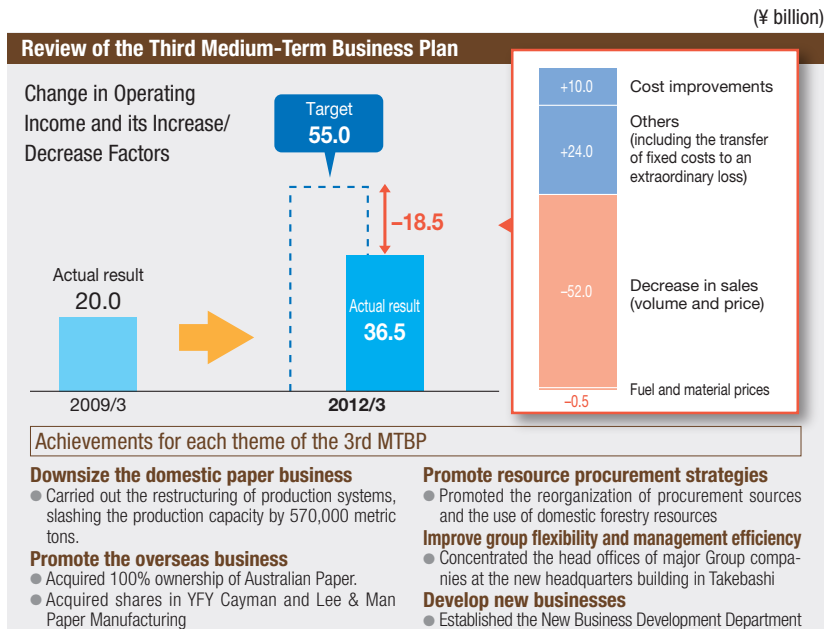 (¥ billion)
Review of the Third Medium-Term Business Plan
Change in Operating
Income and its Increase/
Decrease Factors
Target
55.0
–18.5
Actual result
20.0
Actual result
36.5
2009/3
2012/3
+10.0
Cost improvements
+24.0
Others
(including the transfer
of fixed costs to an
extraordinary loss)
–52.0
Decrease in sales
(volume and price)
Fuel and material prices
–0.5
Achievements for each theme of the 3rd MTBP
Downsize the domestic paper business
● Carried out the restructuring of production systems,
slashing the production capacity by 570,000 metric
tons.
Promote the overseas business
● Acquired 100% ownership of Australian Paper.
● Acquired shares in YFY Cayman and Lee & Man
Paper Manufacturing
Promote resource procurement strategies
● Promoted the reorganization of procurement sources
and the use of domestic forestry resources
Improve group flexibility and management efficiency
● Concentrated the head offices of major Group compa-
nies at the new headquarters building in Takebashi
Develop new businesses
● Established the New Business Development Department